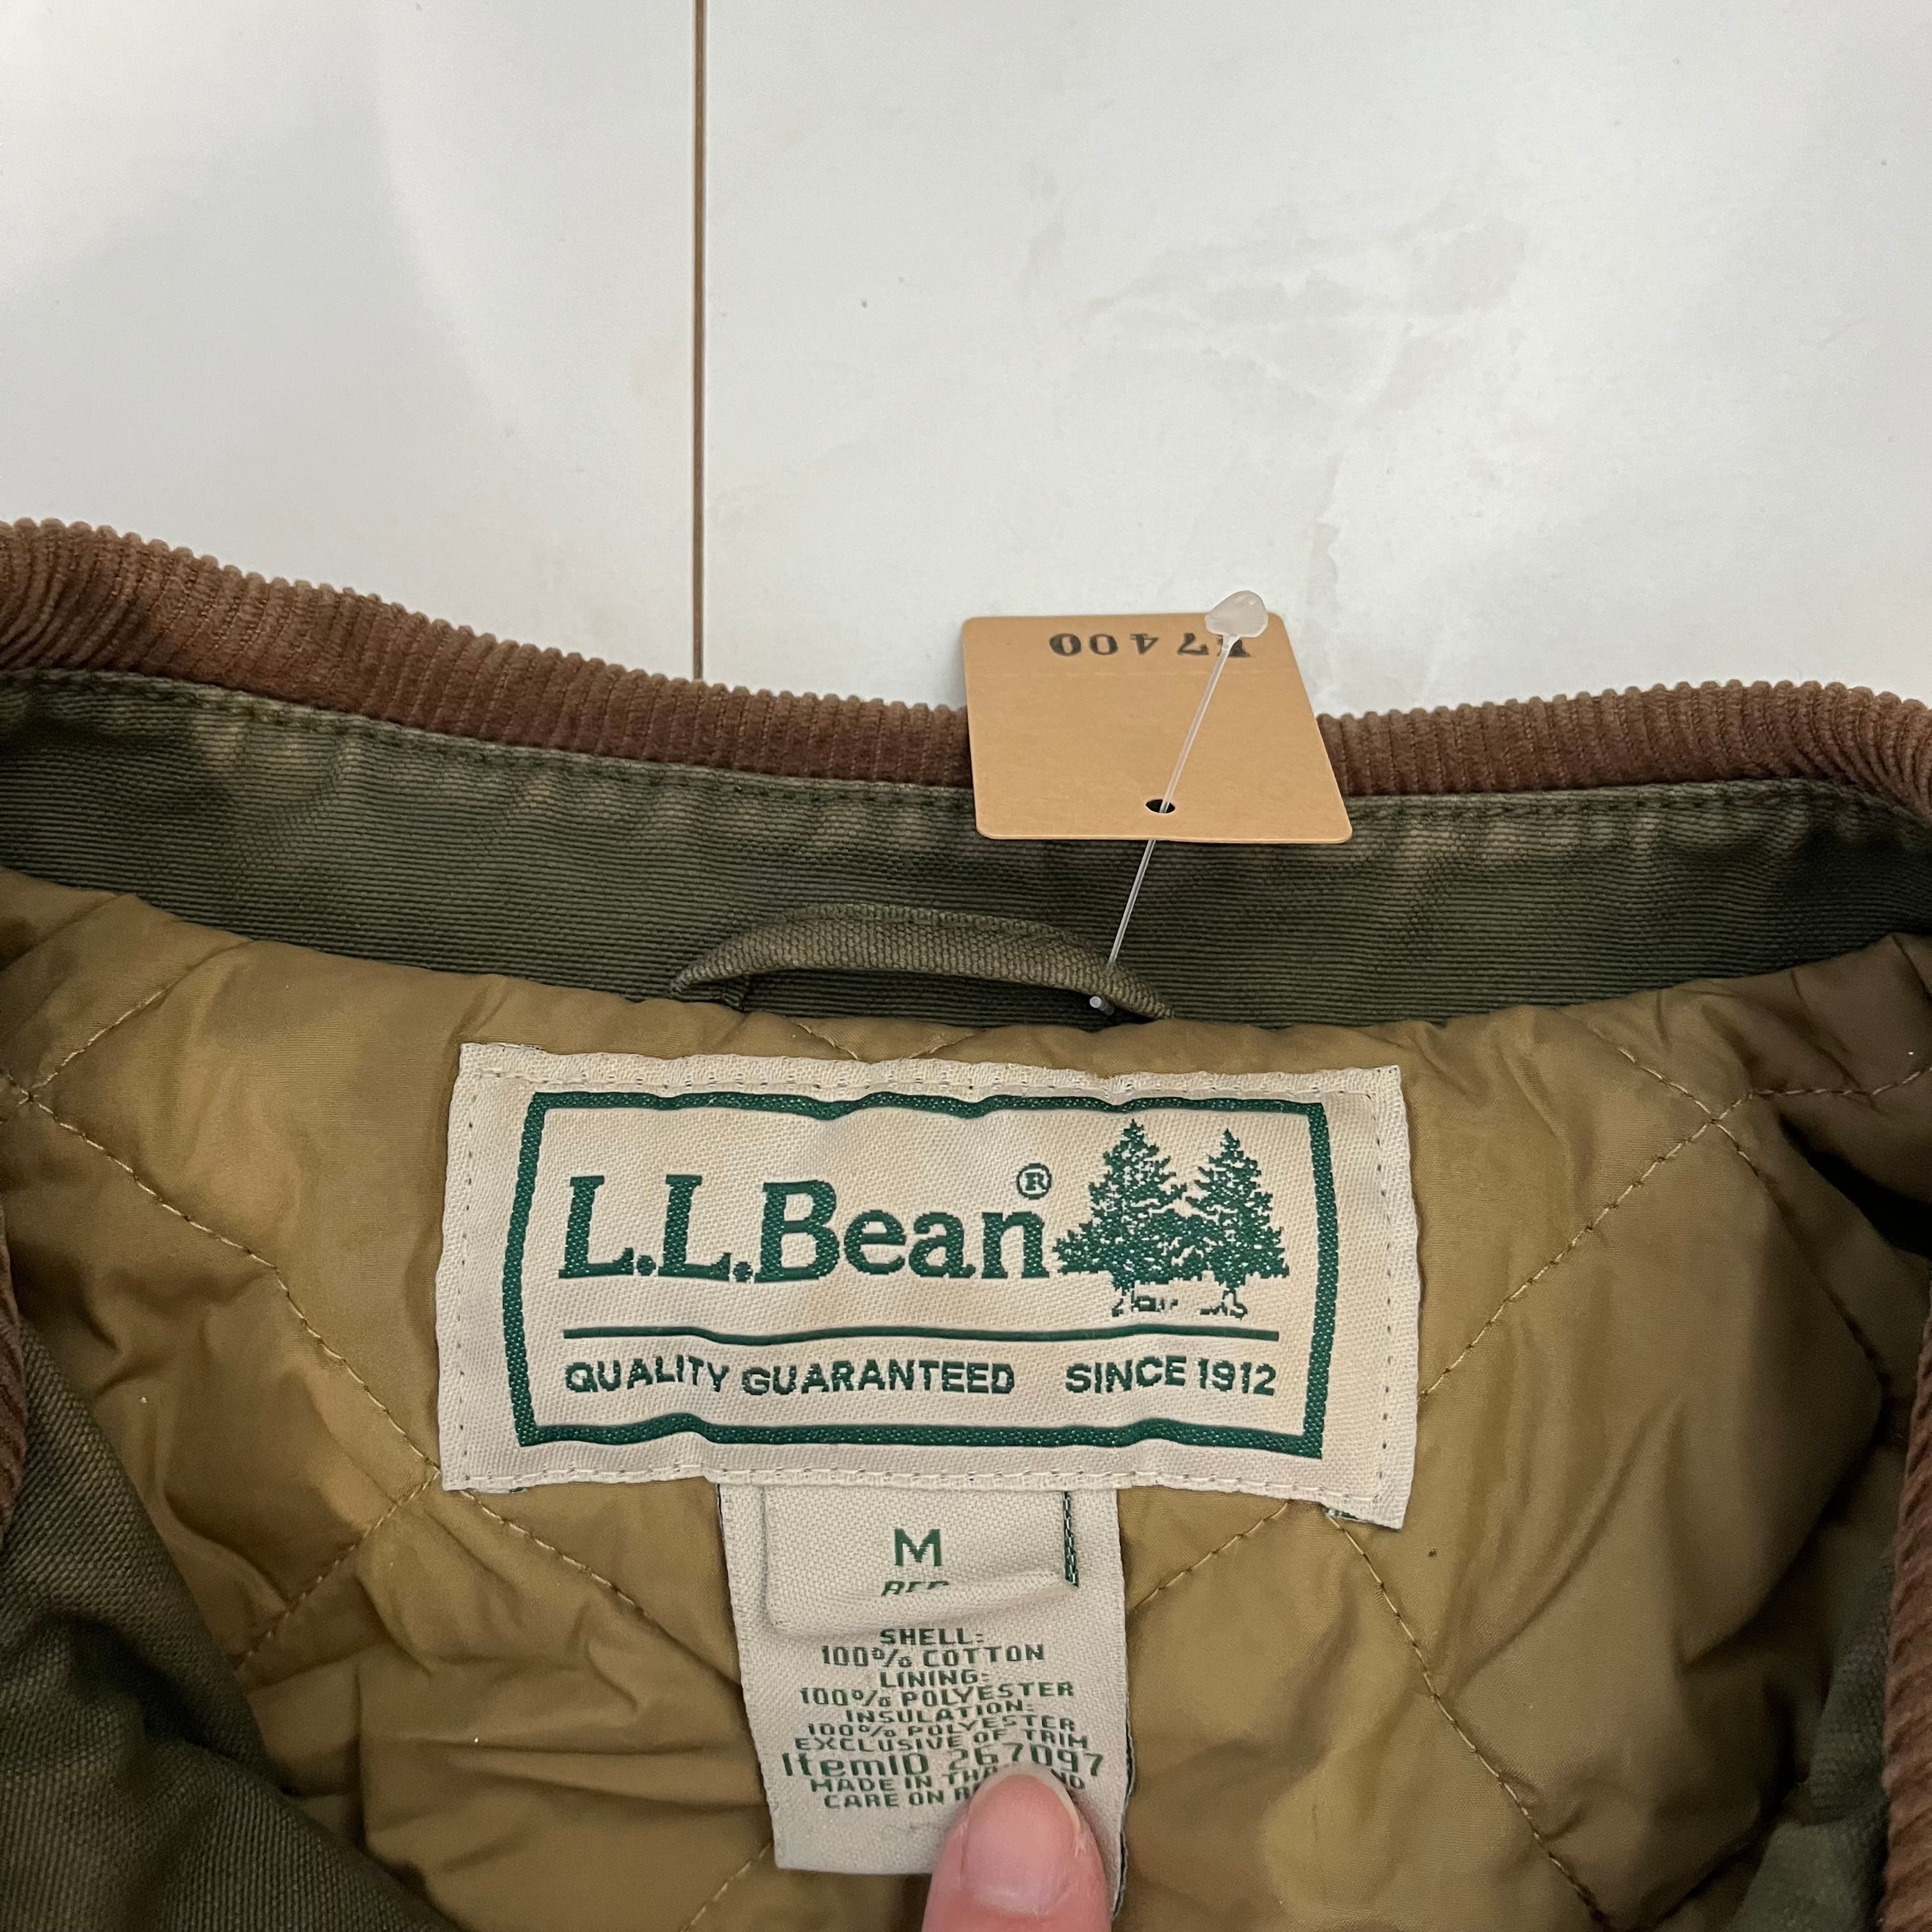 ¥7400
L.L.Bean®
QUALITY GUARANTEED SINCE 1912
M
REG
SHELL:
100% COTTON
LINING:
100% POLYESTER
INSULATION:
100% POLYESTER
EXCLUSIVE OF TRIM
ItemID 267097
MADE IN
CARE ON